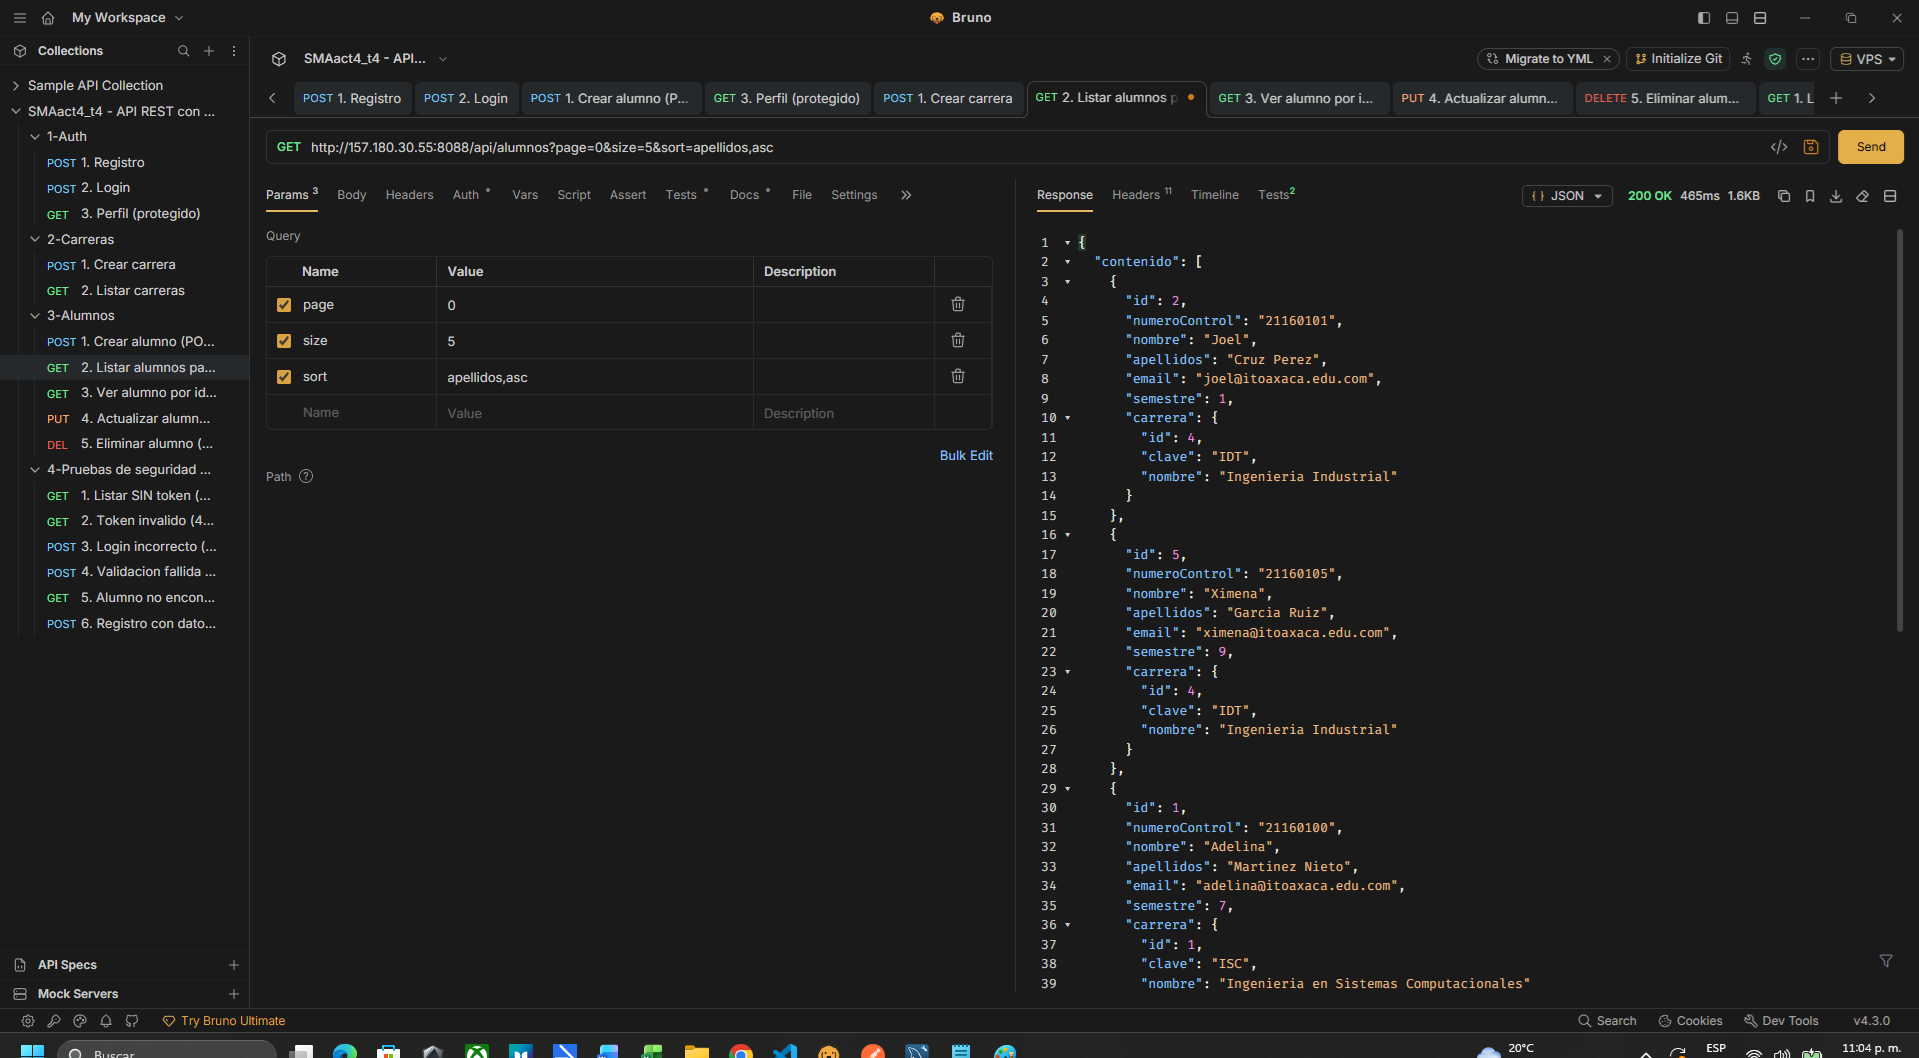 My Workspace
Bruno
Collections
Sample API Collection
SMAact4_t4 - API REST con ...
1-Auth
POST 1. Registro
POST 2. Login
GET 3. Perfil (protegido)
2-Carreras
POST 1. Crear carrera
GET 2. Listar carreras
3-Alumnos
POST 1. Crear alumno (PO...
GET 2. Listar alumnos pa...
GET 3. Ver alumno por id...
PUT 4. Actualizar alumn...
DEL 5. Eliminar alumno (...
4-Pruebas de seguridad ...
GET 1. Listar SIN token (...
GET 2. Token invalido (4...
POST 3. Login incorrecto (...
POST 4. Validacion fallida ...
GET 5. Alumno no encon...
POST 6. Registro con dato...
API Specs
Mock Servers
SMAact4_t4 - API...
Migrate to YML
Initialize Git
VPS
POST 1. Registro
POST 2. Login
POST 1. Crear alumno (P...
GET 3. Perfil (protegido)
POST 1. Crear carrera
GET 2. Listar alumnos p
GET 3. Ver alumno por i...
PUT 4. Actualizar alumn...
DELETE 5. Eliminar alum...
GET 1. L
GET http://157.180.30.55:8088/api/alumnos?page=0&size=5&sort=apellidos,asc
Send
Params 3 Body Headers Auth Vars Script Assert Tests Docs File Settings
Query
Name Value Description
page 0
size 5
sort apellidos,asc
Name Value Description
Bulk Edit
Path
Response Headers 11 Timeline Tests2
{ } JSON
200 OK 465ms 1.6KB
1 {
2 "contenido": [
3 {
4 "id": 2,
5 "numeroControl": "21160101",
6 "nombre": "Joel",
7 "apellidos": "Cruz Perez",
8 "email": "joel@itoaxaca.edu.com",
9 "semestre": 1,
10 "carrera": {
11 "id": 4,
12 "clave": "IDT",
13 "nombre": "Ingenieria Industrial"
14 }
15 },
16 {
17 "id": 5,
18 "numeroControl": "21160105",
19 "nombre": "Ximena",
20 "apellidos": "Garcia Ruiz",
21 "email": "ximena@itoaxaca.edu.com",
22 "semestre": 9,
23 "carrera": {
24 "id": 4,
25 "clave": "IDT",
26 "nombre": "Ingenieria Industrial"
27 }
28 },
29 {
30 "id": 1,
31 "numeroControl": "21160100",
32 "nombre": "Adelina",
33 "apellidos": "Martinez Nieto",
34 "email": "adelina@itoaxaca.edu.com",
35 "semestre": 7,
36 "carrera": {
37 "id": 1,
38 "clave": "ISC",
39 "nombre": "Ingenieria en Sistemas Computacionales"
Try Bruno Ultimate
Search
Cookies
Dev Tools
v4.3.0
Buscar
20°C
ESP
11:04 p. m.